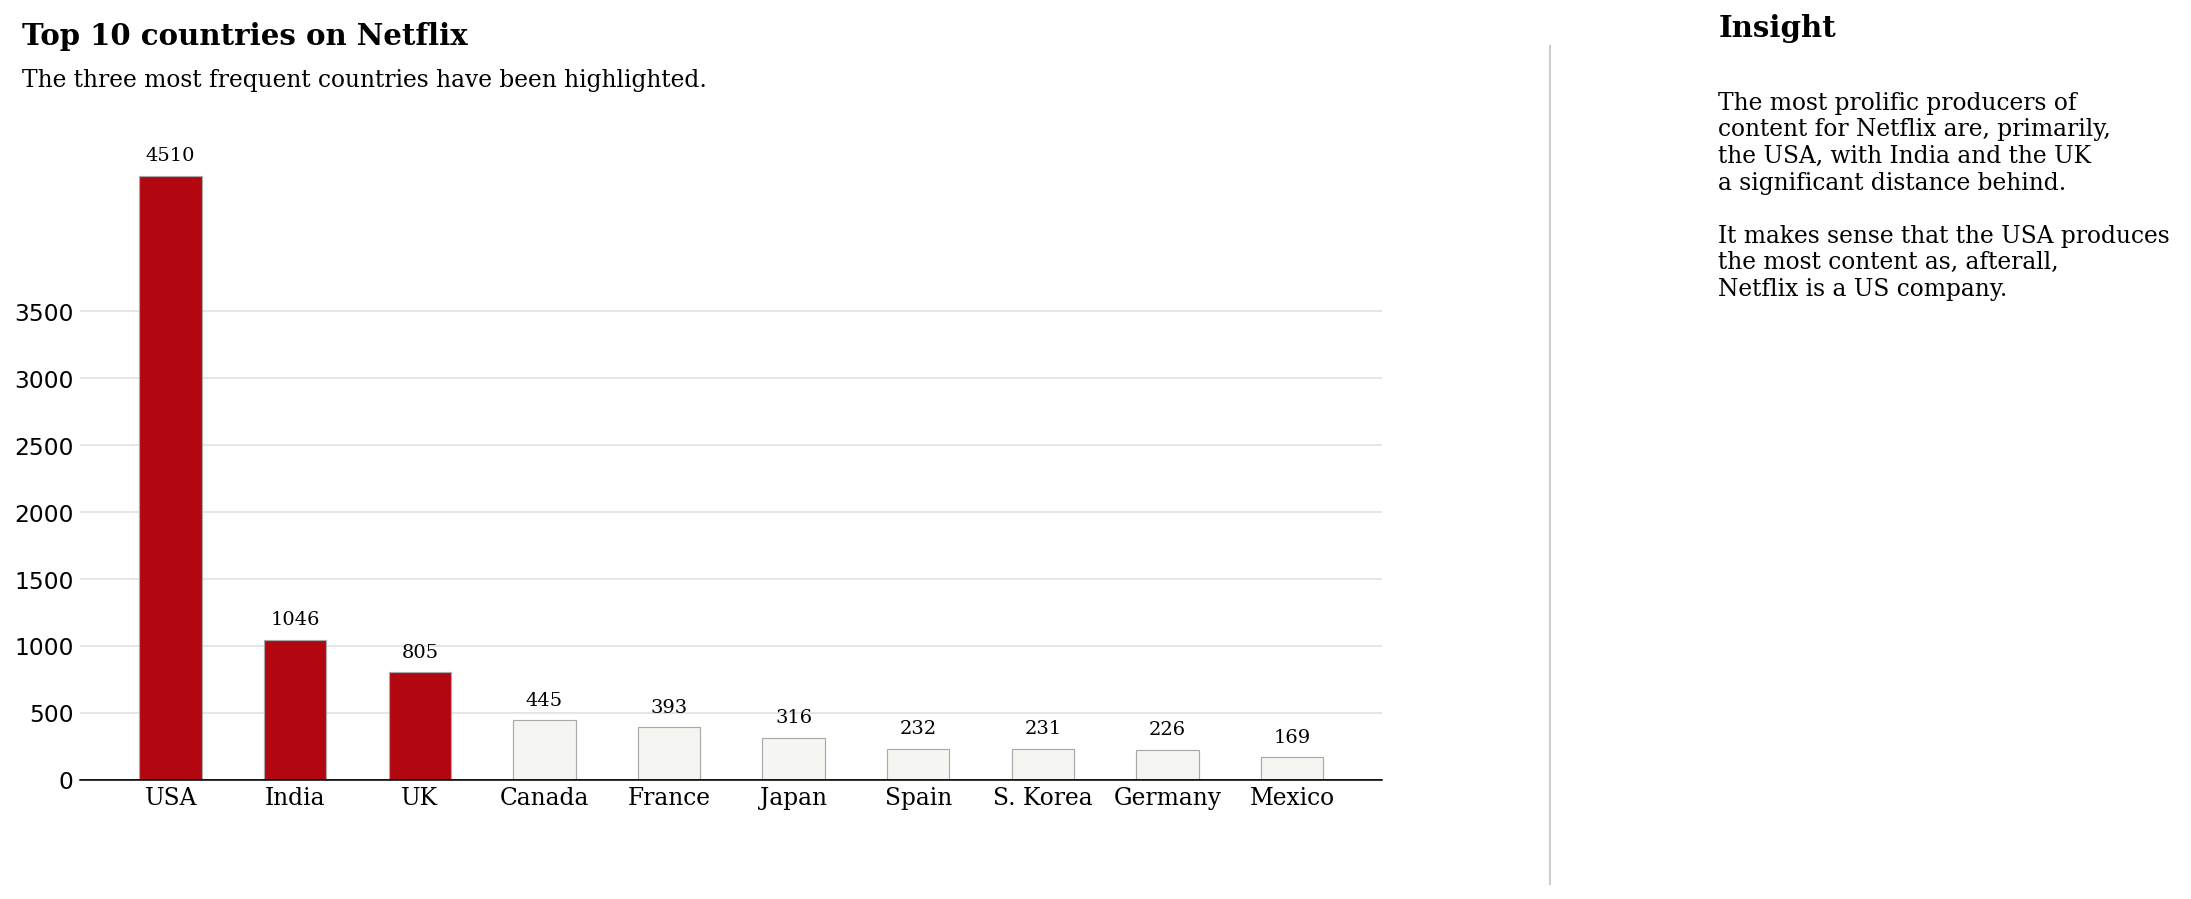 Top 10 countries on Netflix
The three most frequent countries have been highlighted.
4510
3500
3000
2500
2000
1500
1046
1000
805
445
393
500
316
232
231
226
169
0
USA
India
UK
Canada
France
Japan
Spain
S. Korea
Germany
Mexico
Insight
The most prolific producers of
content for Netflix are, primarily,
the USA, with India and the UK
a significant distance behind.
It makes sense that the USA produces
the most content as, afterall,
Netflix is a US company.